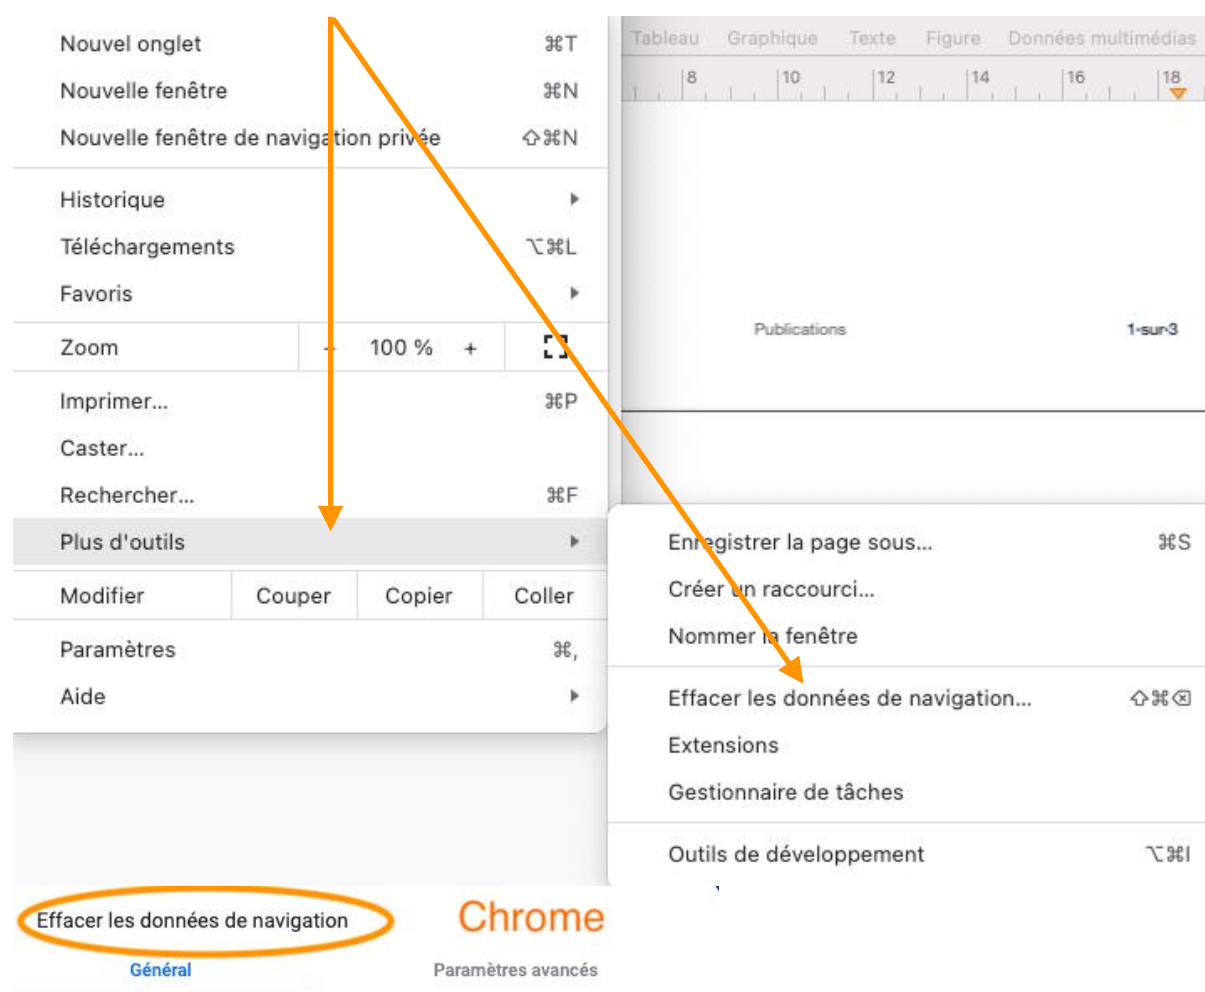 Nouvel onglet ⌘T
Nouvelle fenêtre ⌘N
Nouvelle fenêtre de navigation privée ⇧⌘N
Historique
Téléchargements ⌥⌘L
Favoris
Zoom - 100 % +
Imprimer... ⌘P
Caster...
Rechercher... ⌘F
Plus d'outils
Modifier Couper Copier Coller
Paramètres ⌘,
Aide
Tableau Graphique Texte Figure Données multimédias
8 10 12 14 16 18
Publications 1-sur-3
Enregistrer la page sous... ⌘S
Créer un raccourci...
Nommer la fenêtre
Effacer les données de navigation... ⇧⌘⌫
Extensions
Gestionnaire de tâches
Outils de développement ⌥⌘I
Effacer les données de navigation Chrome
Général Paramètres avancés